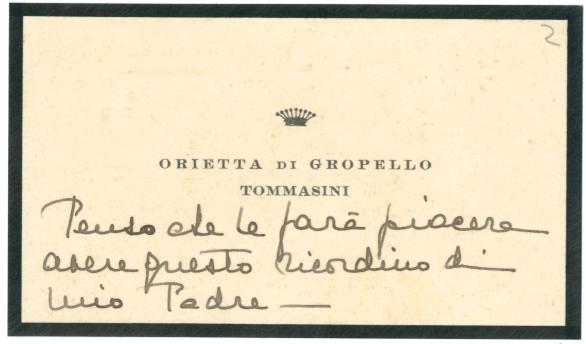 2
ORIETTA DI GROPELLO
TOMMASINI
Penso che le farà piacere
avere questo ricordino di
mio Padre —